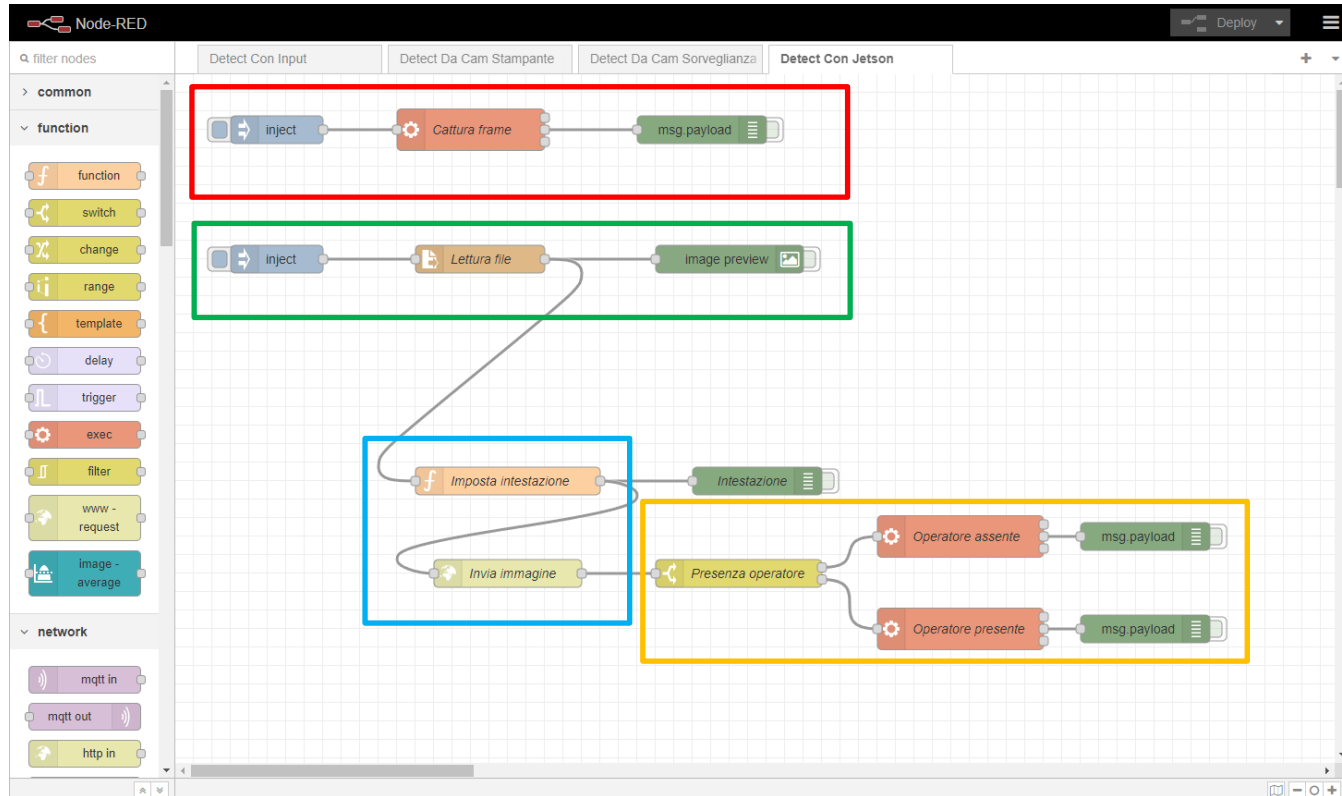 Node-RED
Deploy
filter nodes
Detect Con Input
Detect Da Cam Stampante
Detect Da Cam Sorveglianza
Detect Con Jetson
common
function
function
switch
change
range
template
delay
trigger
exec
filter
www -
request
image -
average
network
mqtt in
mqtt out
http in
inject
Cattura frame
msg.payload
inject
Lettura file
image preview
Imposta intestazione
Intestazione
Invia immagine
Presenza operatore
Operatore assente
msg.payload
Operatore presente
msg.payload